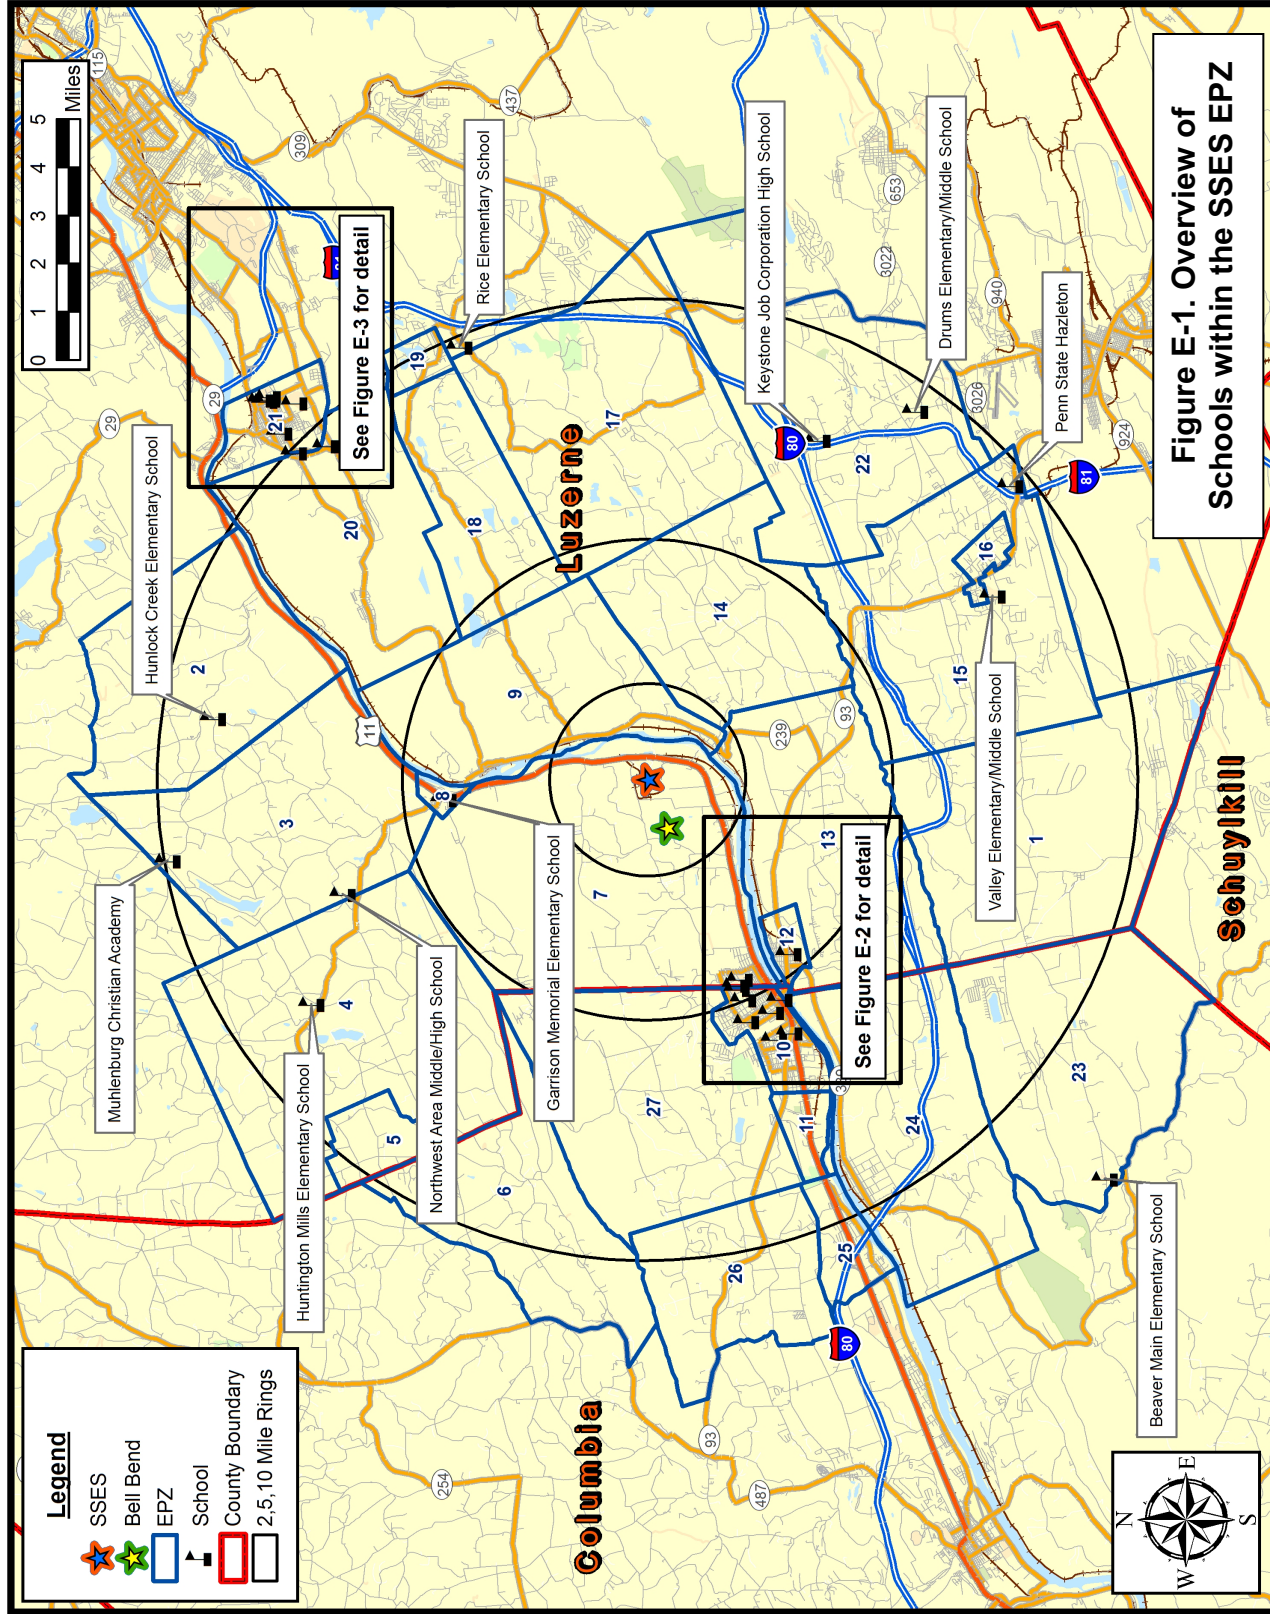 Legend
SSES
Bell Bend
EPZ
School
County Boundary
2,5,10 Mile Rings
0 1 2 3 4 5
Miles
Figure E-1. Overview of
Schools within the SSES EPZ
Columbia
Luzerne
Schuylkill
Muhlenburg Christian Academy
Hunlock Creek Elementary School
Huntington Mills Elementary School
Northwest Area Middle/High School
Garrison Memorial Elementary School
Rice Elementary School
Keystone Job Corporation High School
Drums Elementary/Middle School
Penn State Hazleton
Valley Elementary/Middle School
Beaver Main Elementary School
See Figure E-3 for detail
See Figure E-2 for detail
1
2
3
4
5
6
7
8
9
10
11
12
13
14
15
16
17
18
19
20
21
22
23
24
25
26
27
115
309
437
29
29
11
239
93
93
254
487
80
80
81
653
3022
940
3026
924
N
E
S
W